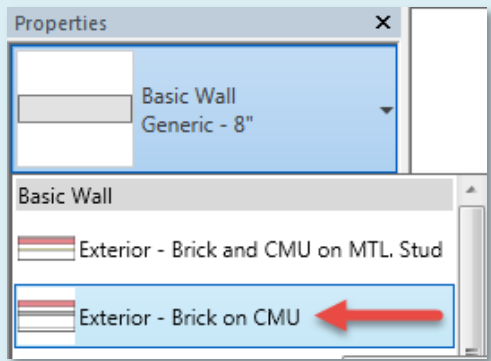 Properties
Basic Wall
Generic - 8"
Basic Wall
Exterior - Brick and CMU on MTL. Stud
Exterior - Brick on CMU